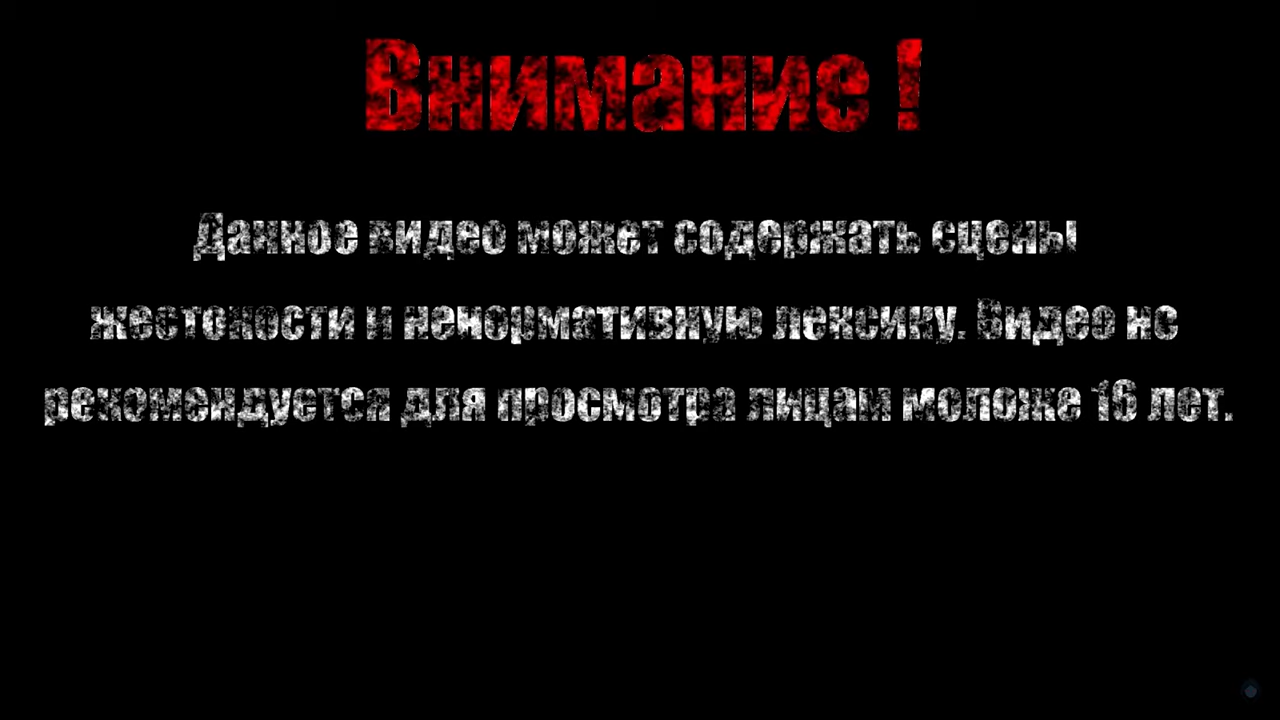 Внимание !
Данное видео может содержать сцены
жестокости и ненормативную лексику. Видео не
рекомендуется для просмотра лицам моложе 16 лет.